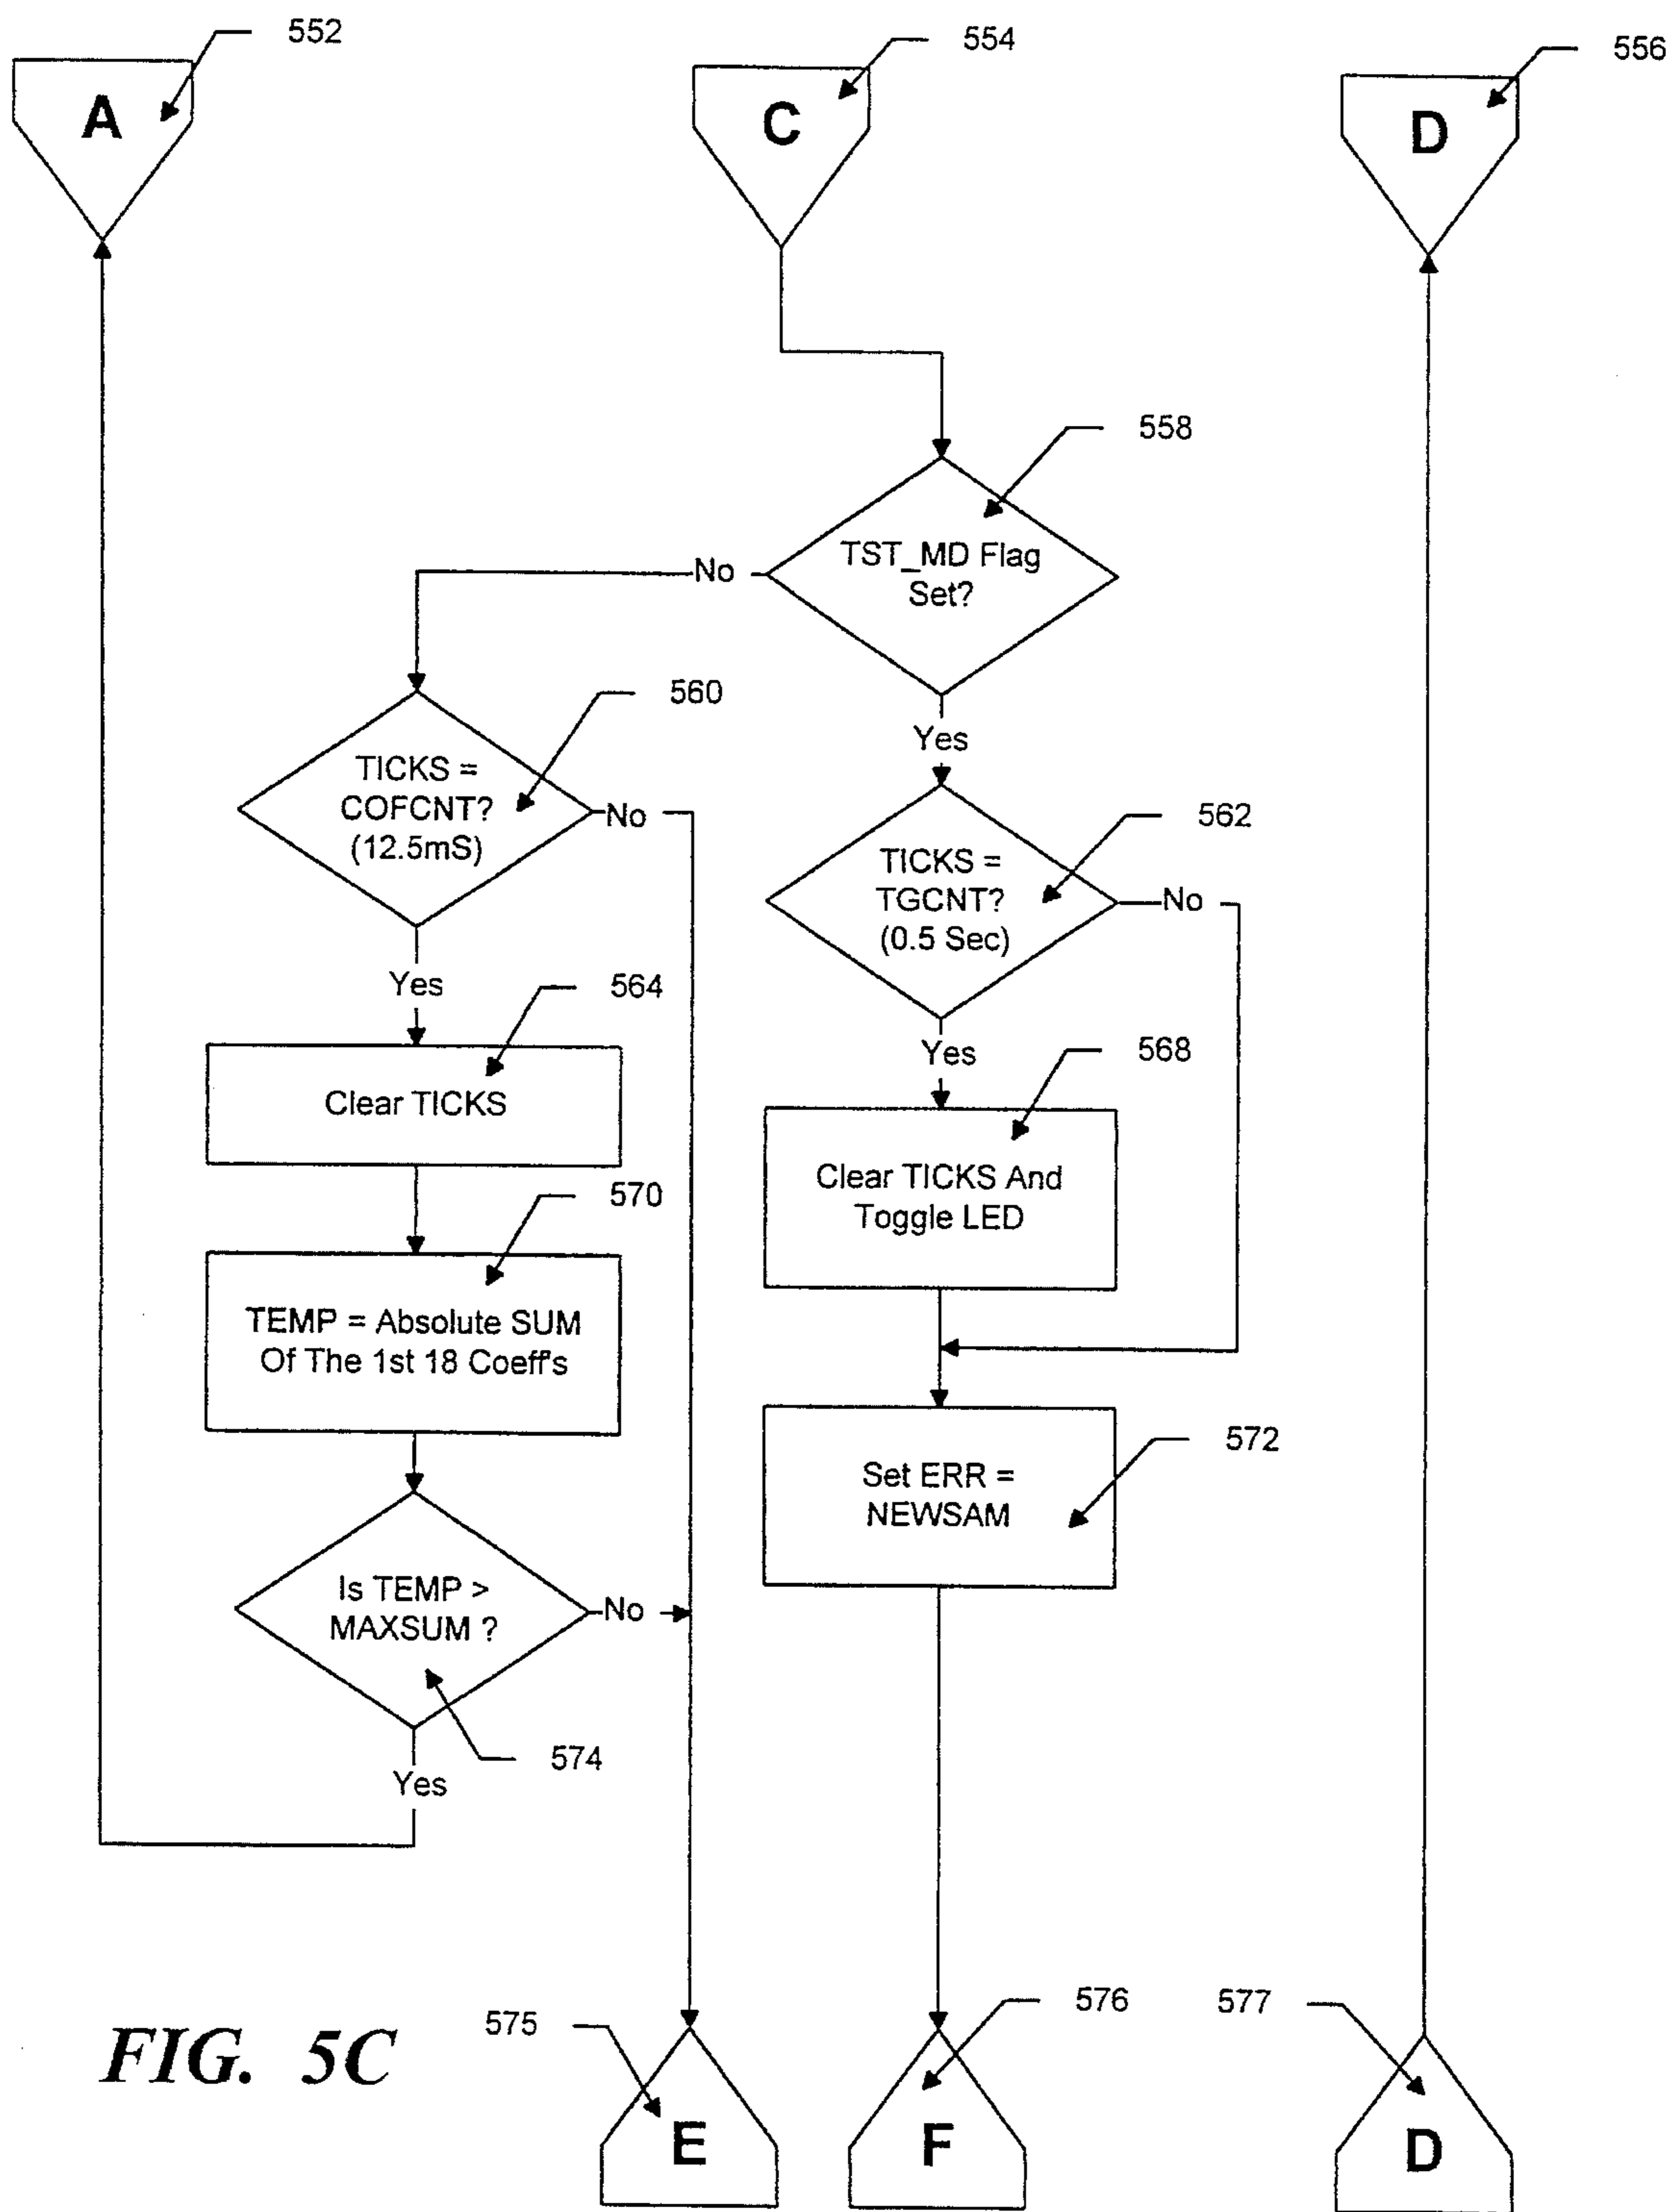 552
554
556
A
C
D
558
TST_MD Flag
Set?
No
Yes
560
TICKS =
COFCNT?
(12.5mS)
No
Yes
562
TICKS =
TGCNT?
(0.5 Sec)
No
Yes
564
Clear TICKS
568
Clear TICKS And
Toggle LED
570
TEMP = Absolute SUM
Of The 1st 18 Coeff's
572
Set ERR =
NEWSAM
Is TEMP >
MAXSUM ?
No
574
Yes
575
576
577
E
F
D
FIG. 5C